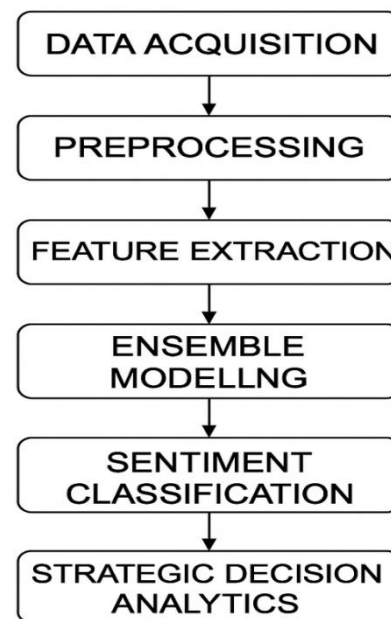 DATA ACQUISITION
PREPROCESSING
FEATURE EXTRACTION
ENSEMBLE
MODELLNG
SENTIMENT
CLASSIFICATION
STRATEGIC DECISION
ANALYTICS